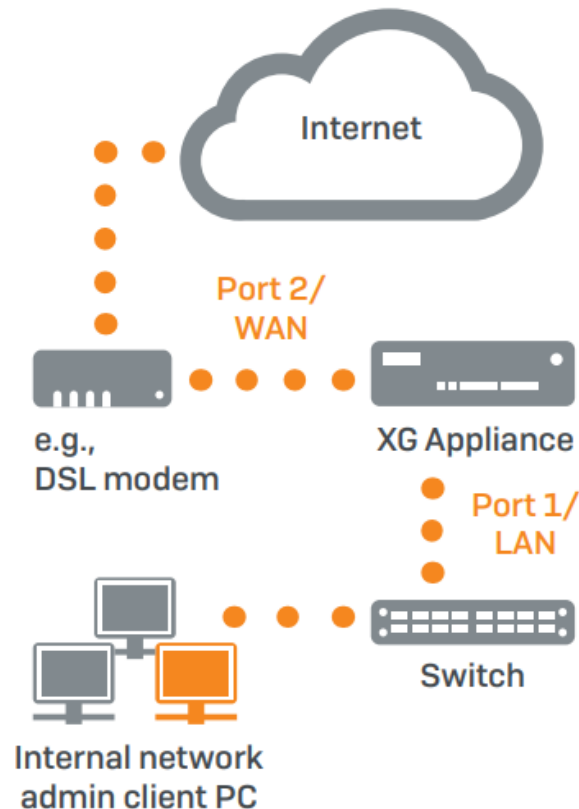 Internet
Port 2/
WAN
e.g.,
DSL modem
XG Appliance
Port 1/
LAN
Switch
Internal network
admin client PC